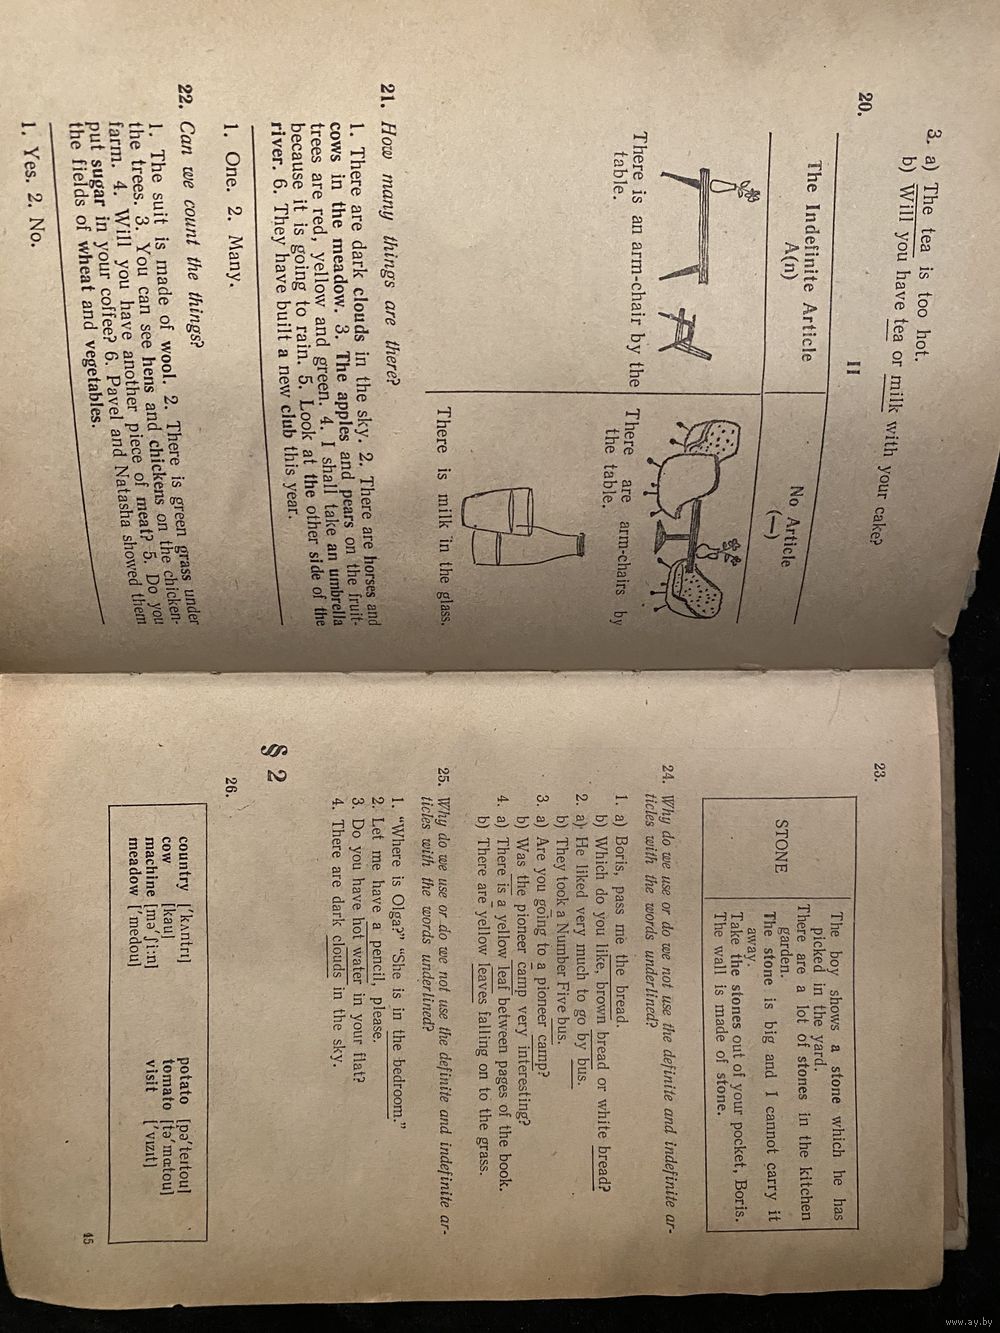 3. a) The tea is too hot.
b) Will you have tea or milk with your cake?
II
20.
The Indefinite Article
A(n)
No Article
(—)
There is an arm-chair by the
table.
There are arm-chairs by
the table.
There is milk in the glass.
21. How many things are there?
1. There are dark clouds in the sky. 2. There are horses and
cows in the meadow. 3. The apples and pears on the fruit-
trees are red, yellow and green. 4. I shall take an umbrella
because it is going to rain. 5. Look at the other side of the
river. 6. They have built a new club this year.
1. One. 2. Many.
22. Can we count the things?
1. The suit is made of wool. 2. There is green grass under
the trees. 3. You can see hens and chickens on the chicken-
farm. 4. Will you have another piece of meat? 5. Do you
put sugar in your coffee? 6. Pavel and Natasha showed them
the fields of wheat and vegetables.
1. Yes. 2. No.
23.
STONE
The boy shows a stone which he has
picked in the yard.
There are a lot of stones in the kitchen
garden.
The stone is big and I cannot carry it
away.
Take the stones out of your pocket, Boris.
The wall is made of stone.
24. Why do we use or do we not use the definite and indefinite ar-
ticles with the words underlined?
1. a) Boris, pass me the bread.
b) Which do you like, brown bread or white bread?
2. a) He liked very much to go by bus.
b) They took a Number Five bus.
3. a) Are you going to a pioneer camp?
b) Was the pioneer camp very interesting?
4. a) There is a yellow leaf between pages of the book.
b) There are yellow leaves falling on to the grass.
25. Why do we use or do we not use the definite and indefinite ar-
ticles with the words underlined?
1. “Where is Olga?” “She is in the bedroom.”
2. Let me have a pencil, please.
3. Do you have hot water in your flat?
4. There are dark clouds in the sky.
§ 2
26.
country [ˈkʌntrɪ]
cow [kau]
machine [məˈʃi:n]
meadow [ˈmedou]
potato [pəˈteɪtou]
tomato [təˈmɑtou]
visit [ˈvɪzɪt]
45
www.ay.by